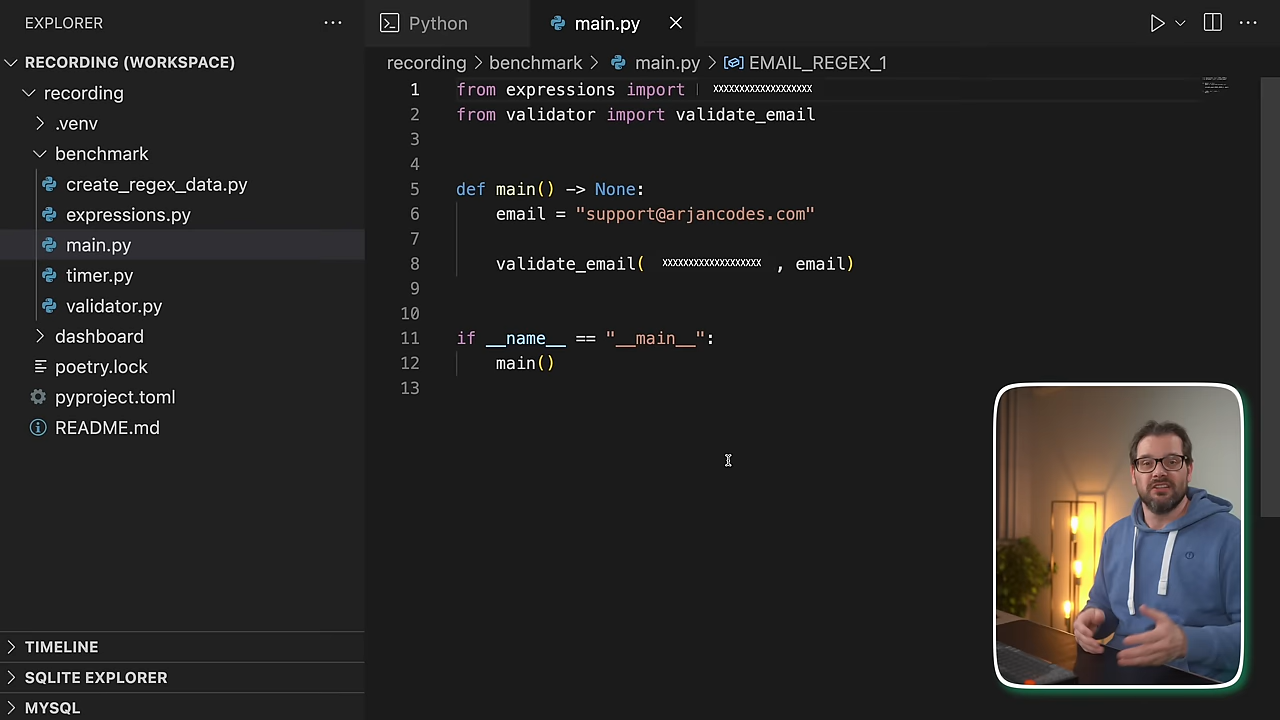 EXPLORER
RECORDING (WORKSPACE)
recording
.venv
benchmark
create_regex_data.py
expressions.py
main.py
timer.py
validator.py
dashboard
poetry.lock
pyproject.toml
README.md
TIMELINE
SQLITE EXPLORER
MYSQL
Python
main.py
recording > benchmark > main.py > EMAIL_REGEX_1
1 from expressions import xxxxxxxxxxxxxxxxxx
2 from validator import validate_email
3
4
5 def main() -> None:
6 email = "support@arjancodes.com"
7
8 validate_email( xxxxxxxxxxxxxxxxxx , email)
9
10
11 if __name__ == "__main__":
12 main()
13